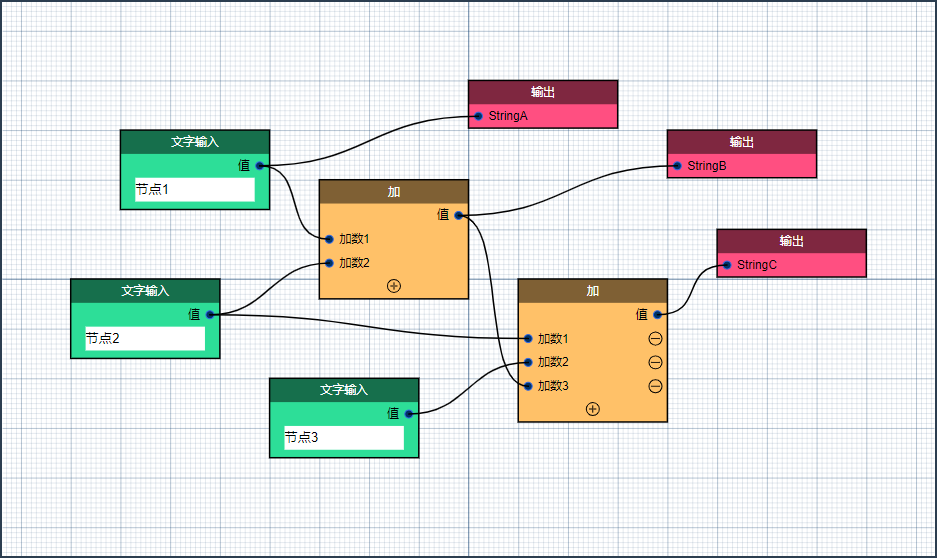 输出
StringA
文字输入
值
节点1
输出
StringB
加
值
加数1
加数2
输出
StringC
文字输入
值
节点2
加
值
加数1
加数2
加数3
文字输入
值
节点3